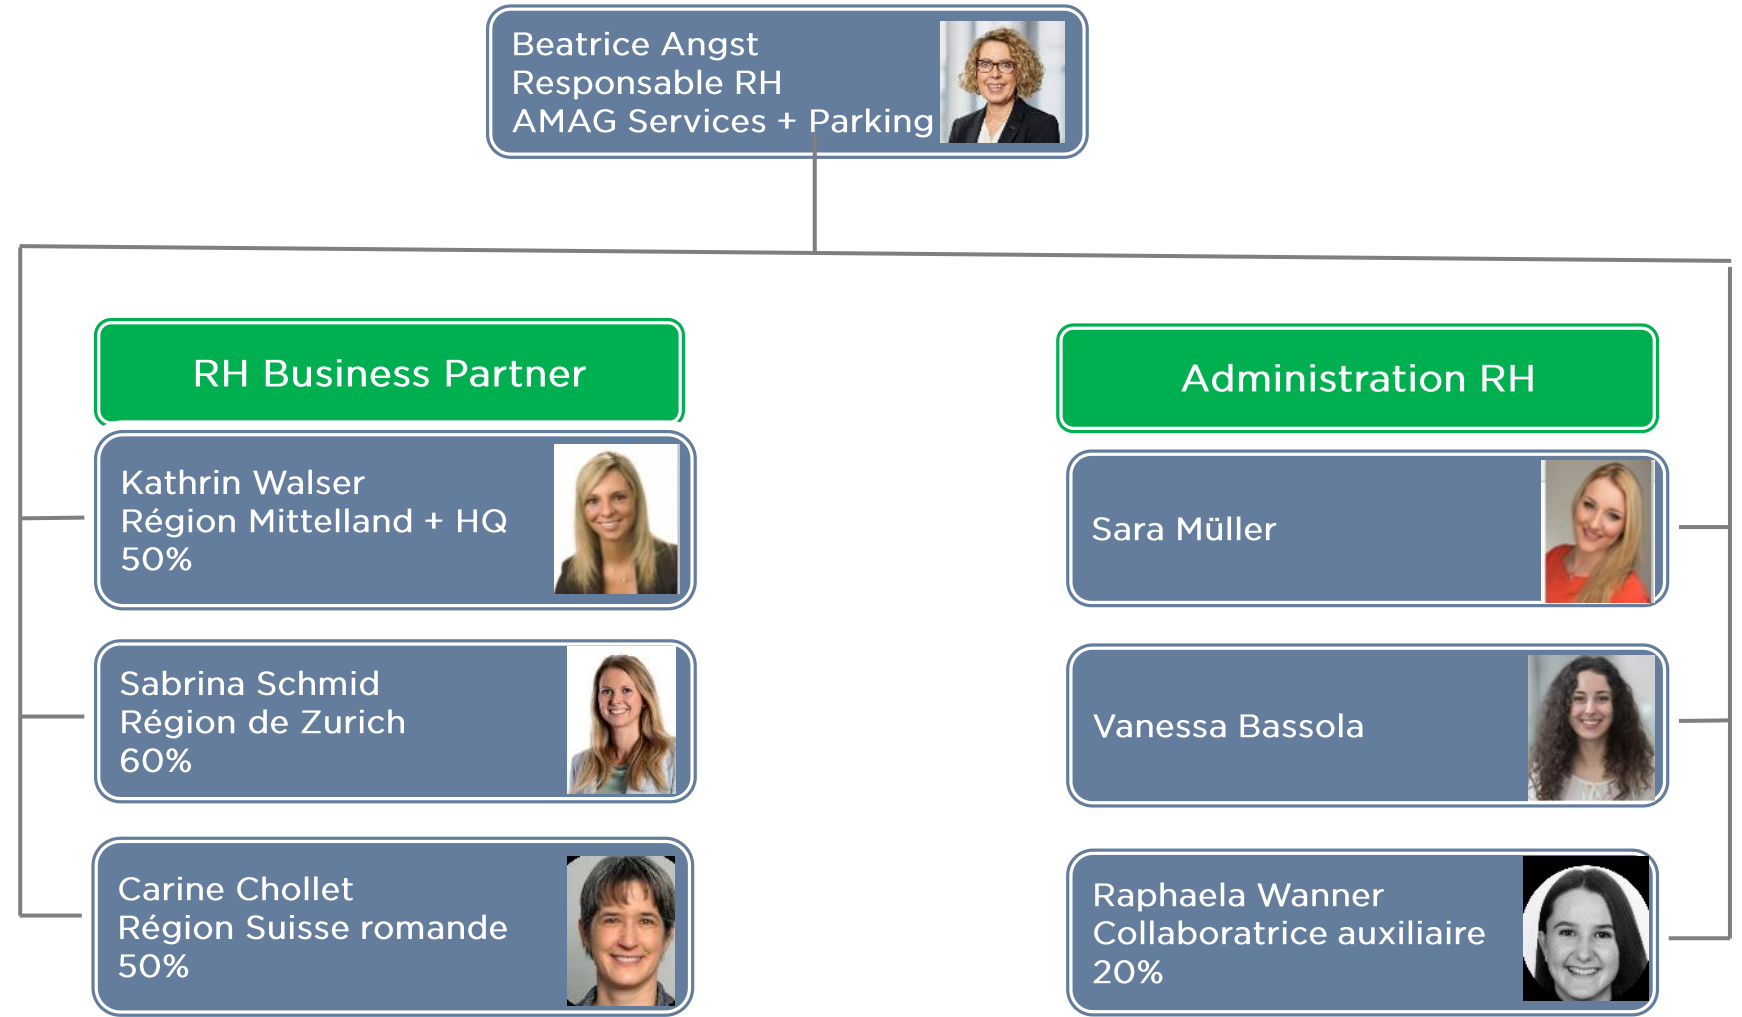 Beatrice Angst
Responsable RH
AMAG Services + Parking
RH Business Partner
Kathrin Walser
Région Mittelland + HQ
50%
Sabrina Schmid
Région de Zurich
60%
Carine Chollet
Région Suisse romande
50%
Administration RH
Sara Müller
Vanessa Bassola
Raphaela Wanner
Collaboratrice auxiliaire
20%